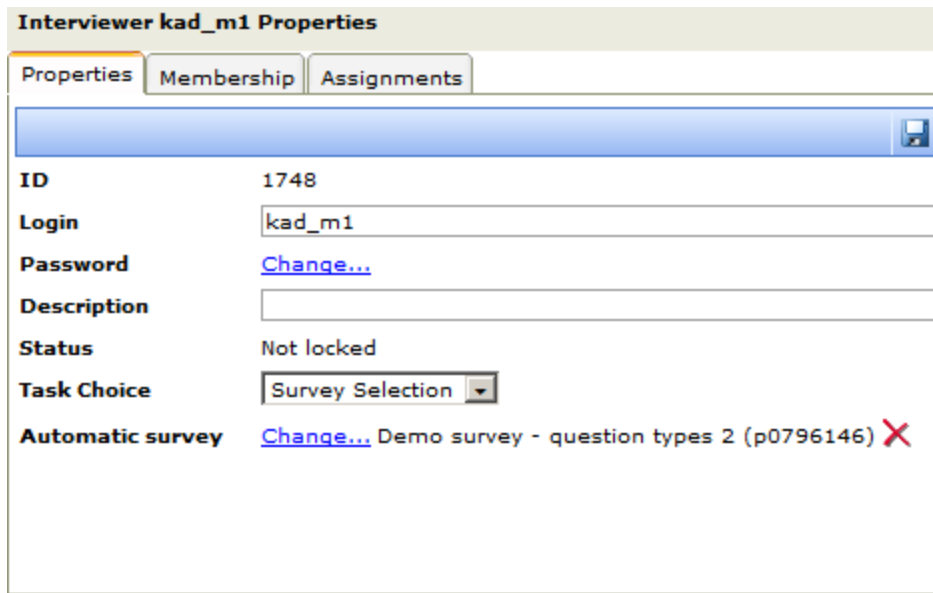 Interviewer kad_m1 Properties
Properties Membership Assignments
ID 1748
Login kad_m1
Password Change...
Description
Status Not locked
Task Choice Survey Selection
Automatic survey Change... Demo survey - question types 2 (p0796146)